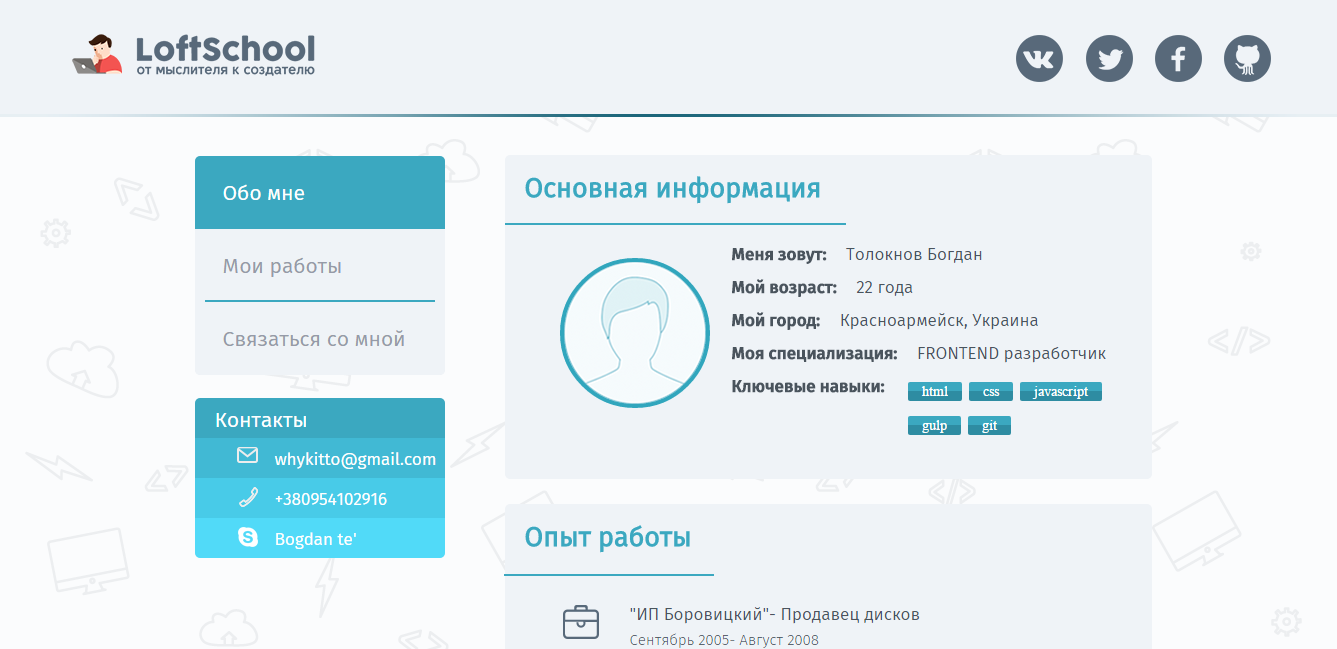 LoftSchool
от мыслителя к создателю
Обо мне
Мои работы
Связаться со мной
Контакты
whykitto@gmail.com
+380954102916
Bogdan te'
Основная информация
Меня зовут: Толокнов Богдан
Мой возраст: 22 года
Мой город: Красноармейск, Украина
Моя специализация: FRONTEND разработчик
Ключевые навыки: html css javascript
gulp git
Опыт работы
"ИП Боровицкий"- Продавец дисков
Сентябрь 2005- Август 2008